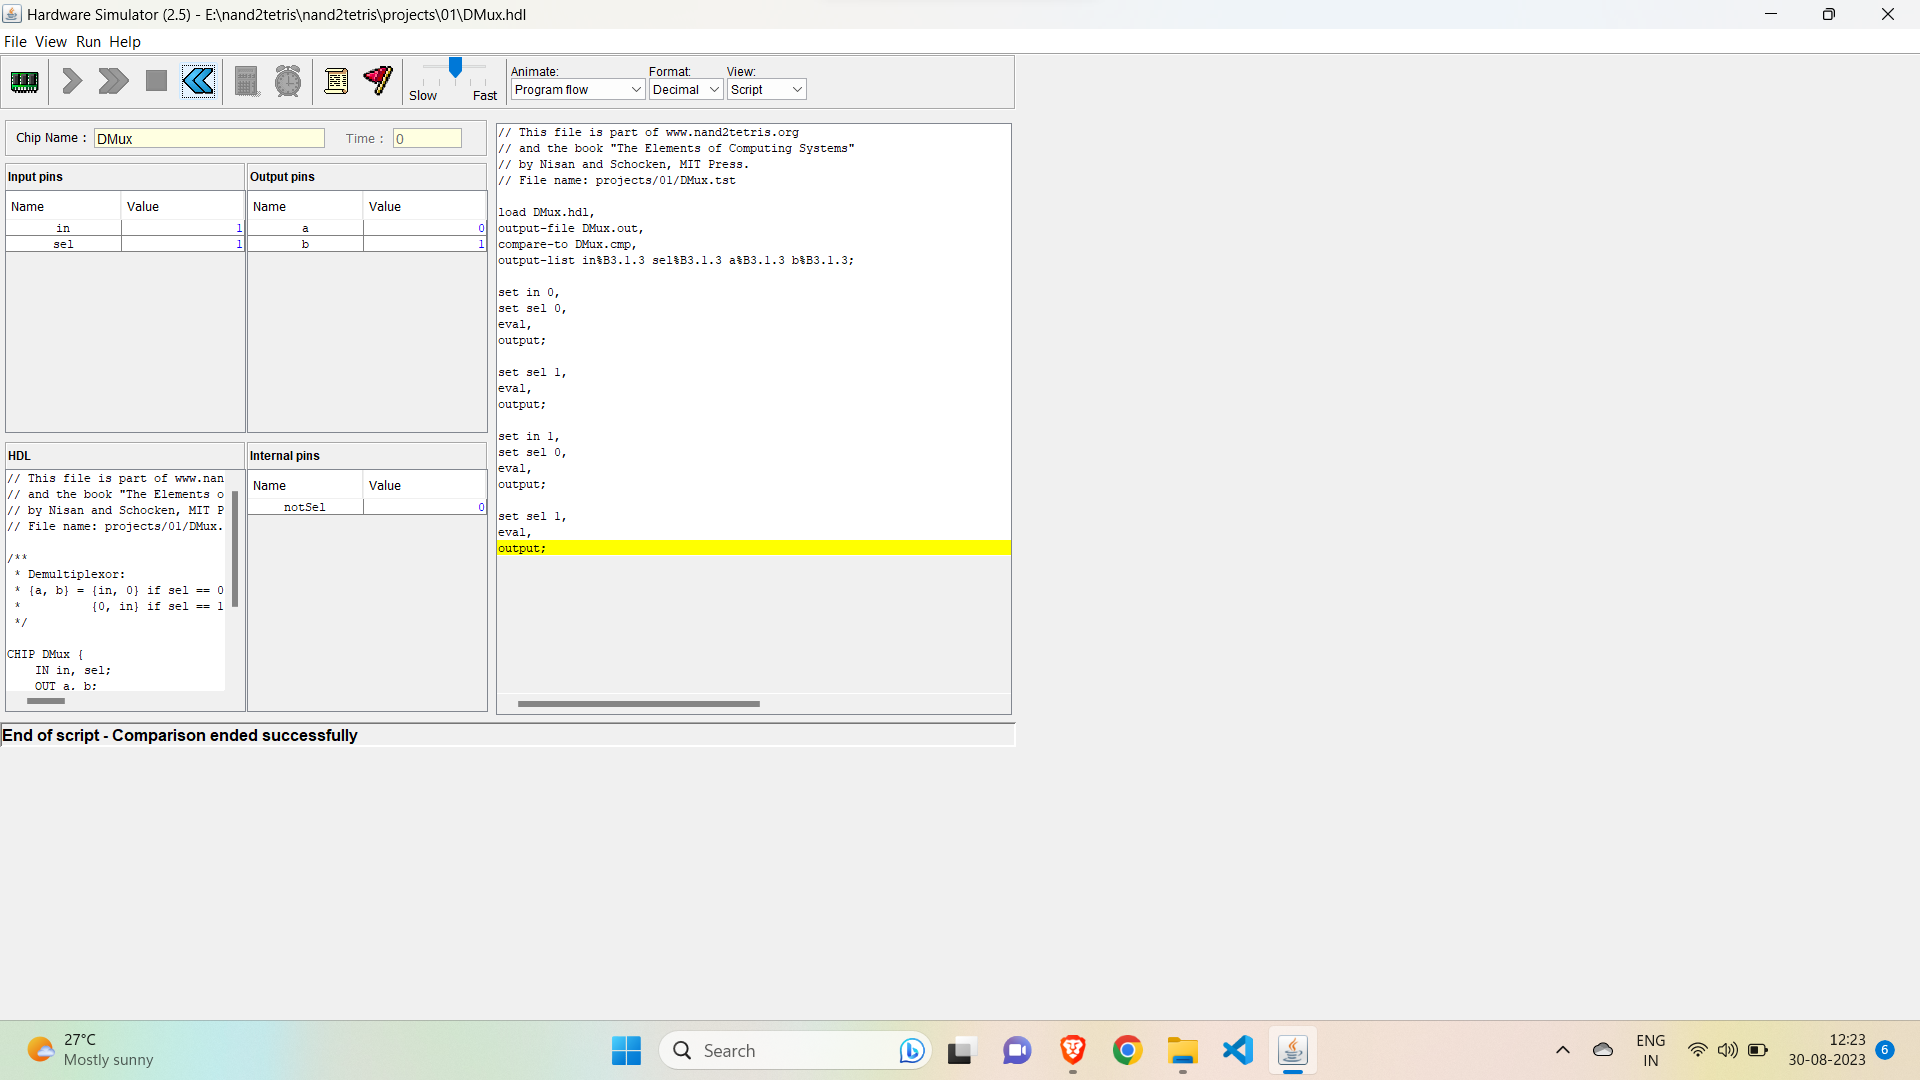 Hardware Simulator (2.5) - E:\nand2tetris\nand2tetris\projects\01\DMux.hdl
File View Run Help
Slow Fast
Animate: Format: View:
Program flow Decimal Script
Chip Name : DMux Time : 0
Input pins
Name Value
in 1
sel 1
Output pins
Name Value
a 0
b 1
HDL
// This file is part of www.nan
// and the book "The Elements o
// by Nisan and Schocken, MIT P
// File name: projects/01/DMux.
/**
* Demultiplexor:
* {a, b} = {in, 0} if sel == 0
* {0, in} if sel == 1
*/
CHIP DMux {
IN in, sel;
OUT a, b;
Internal pins
Name Value
notSel 0
// This file is part of www.nand2tetris.org
// and the book "The Elements of Computing Systems"
// by Nisan and Schocken, MIT Press.
// File name: projects/01/DMux.tst
load DMux.hdl,
output-file DMux.out,
compare-to DMux.cmp,
output-list in%B3.1.3 sel%B3.1.3 a%B3.1.3 b%B3.1.3;
set in 0,
set sel 0,
eval,
output;
set sel 1,
eval,
output;
set in 1,
set sel 0,
eval,
output;
set sel 1,
eval,
output;
End of script - Comparison ended successfully
27°C
Mostly sunny
Search
ENG
IN
12:23
30-08-2023
6